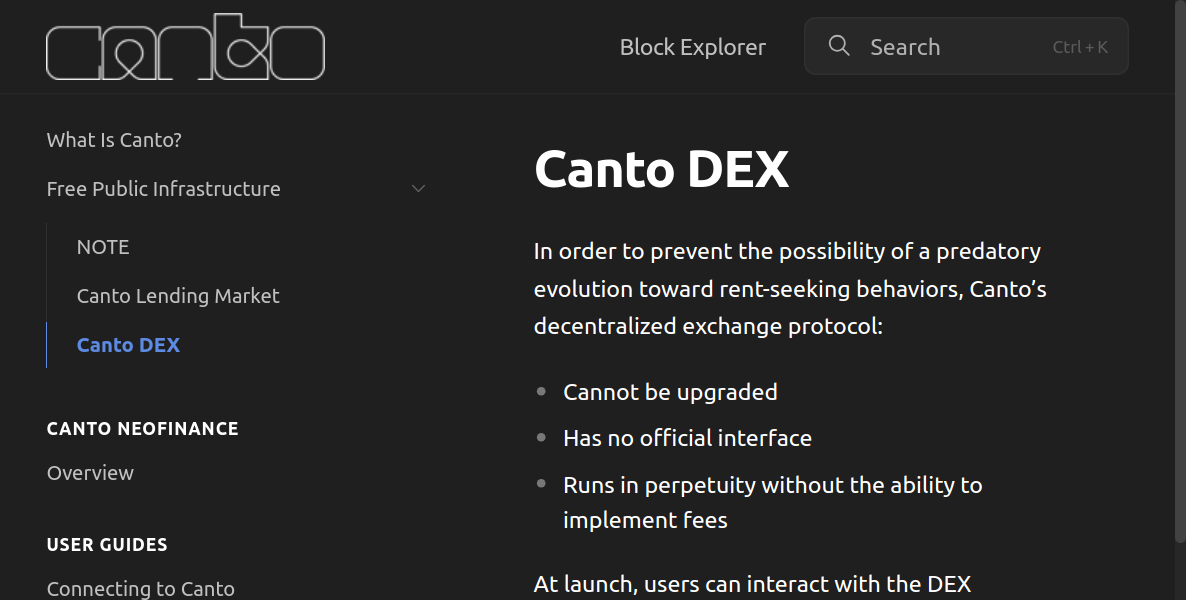 canto
Block Explorer
Search
Ctrl + K
What Is Canto?
Free Public Infrastructure
NOTE
Canto Lending Market
Canto DEX
CANTO NEOFINANCE
Overview
USER GUIDES
Connecting to Canto
Canto DEX
In order to prevent the possibility of a predatory
evolution toward rent-seeking behaviors, Canto’s
decentralized exchange protocol:
Cannot be upgraded
Has no official interface
Runs in perpetuity without the ability to
implement fees
At launch, users can interact with the DEX